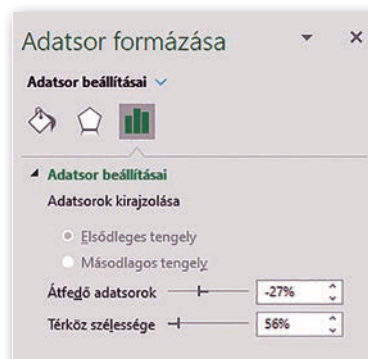 Adatsor formázása
Adatsor beállításai
Adatsor beállításai
Adatsorok kirajzolása
Elsődleges tengely
Másodlagos tengely
Átfedő adatsorok -27%
Térköz szélessége 56%